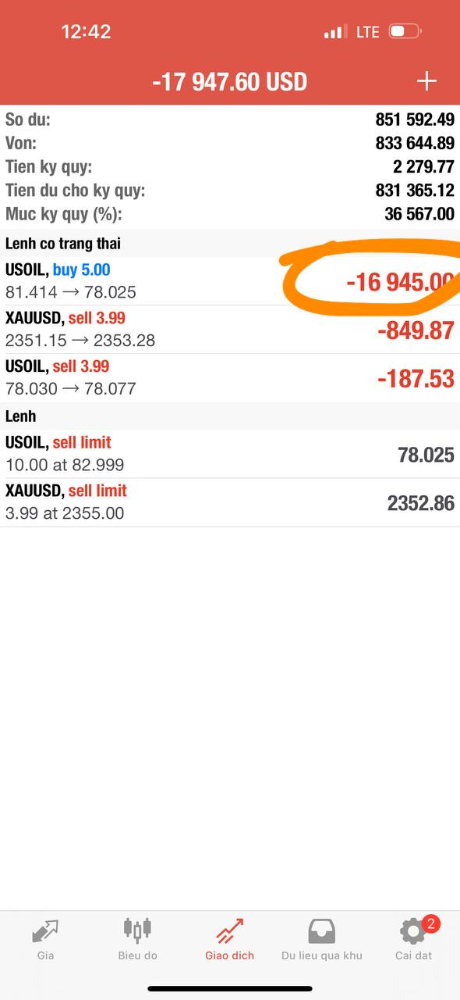 12:42 LTE
-17 947.60 USD +
So du: 851 592.49
Von: 833 644.89
Tien ky quy: 2 279.77
Tien du cho ky quy: 831 365.12
Muc ky quy (%): 36 567.00
Lenh co trang thai
USOIL, buy 5.00
81.414 → 78.025 -16 945.00
XAUUSD, sell 3.99
2351.15 → 2353.28 -849.87
USOIL, sell 3.99
78.030 → 78.077 -187.53
Lenh
USOIL, sell limit
10.00 at 82.999 78.025
XAUUSD, sell limit
3.99 at 2355.00 2352.86
2
Gia Bieu do Giao dich Du lieu qua khu Cai dat